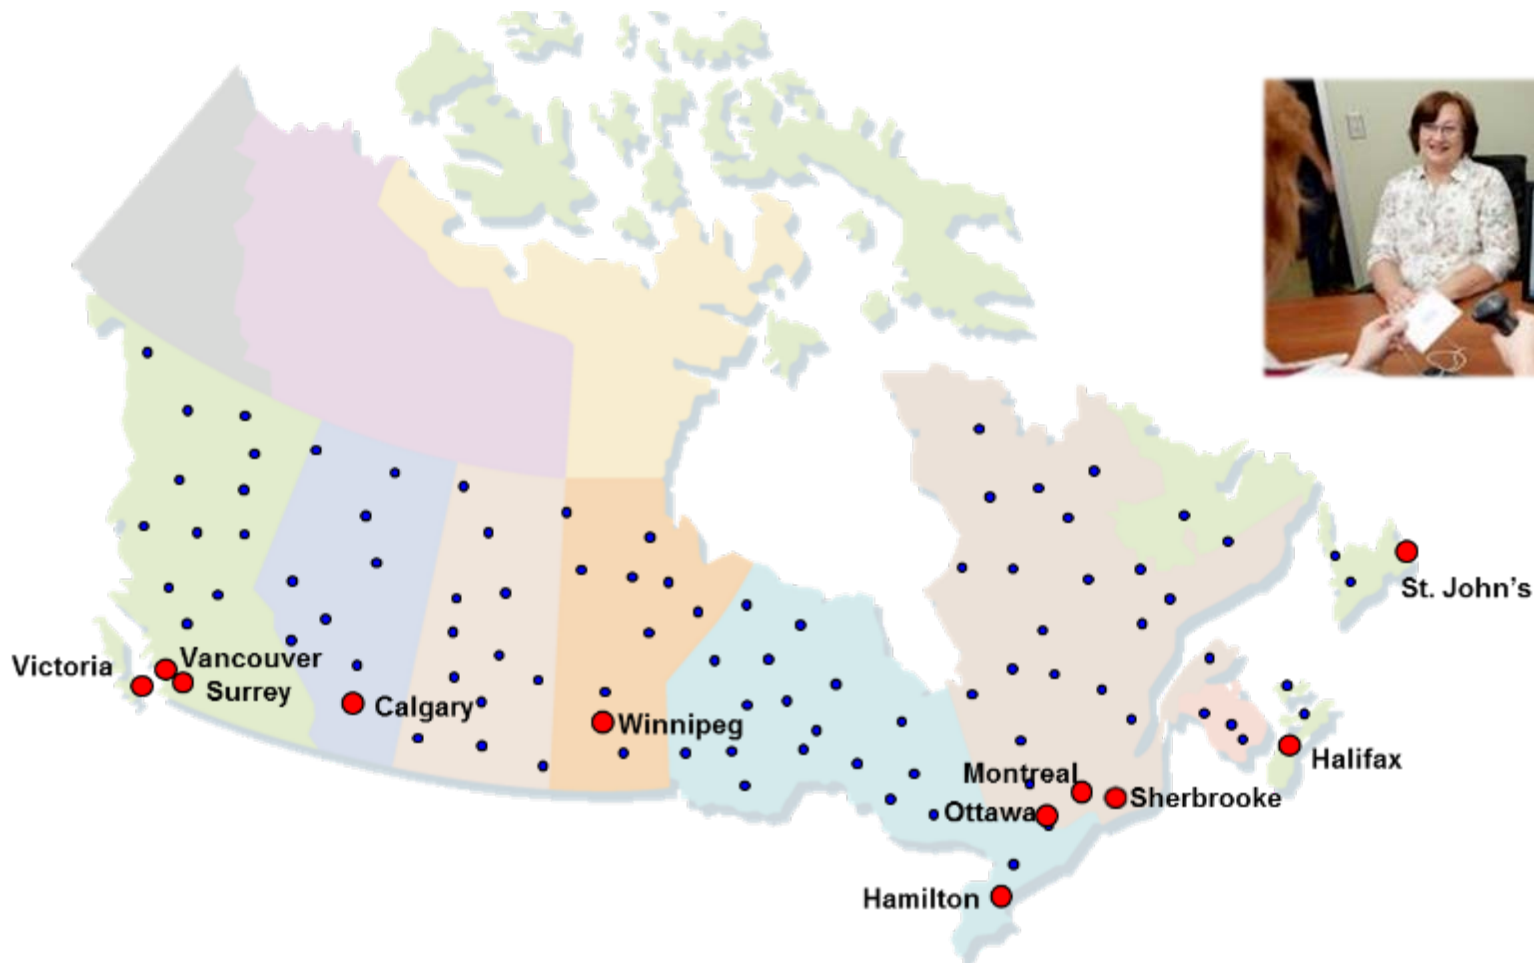 Victoria
Vancouver
Surrey
Calgary
Winnipeg
St. John's
Halifax
Montreal
Sherbrooke
Ottawa
Hamilton